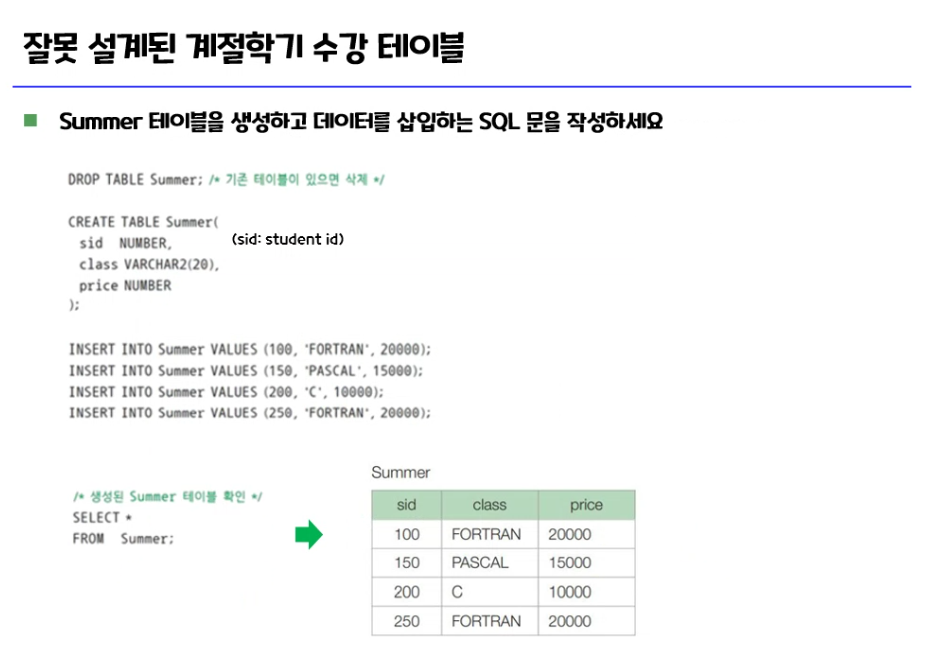 잘못 설계된 계절학기 수강 테이블
Summer 테이블을 생성하고 데이터를 삽입하는 SQL 문을 작성하세요
DROP TABLE Summer; /* 기존 테이블이 있으면 삭제 */
CREATE TABLE Summer(
sid NUMBER, (sid: student id)
class VARCHAR2(20),
price NUMBER
);
INSERT INTO Summer VALUES (100, 'FORTRAN', 20000);
INSERT INTO Summer VALUES (150, 'PASCAL', 15000);
INSERT INTO Summer VALUES (200, 'C', 10000);
INSERT INTO Summer VALUES (250, 'FORTRAN', 20000);
/* 생성된 Summer 테이블 확인 */
SELECT *
FROM Summer;
Summer
sid class price
100 FORTRAN 20000
150 PASCAL 15000
200 C 10000
250 FORTRAN 20000